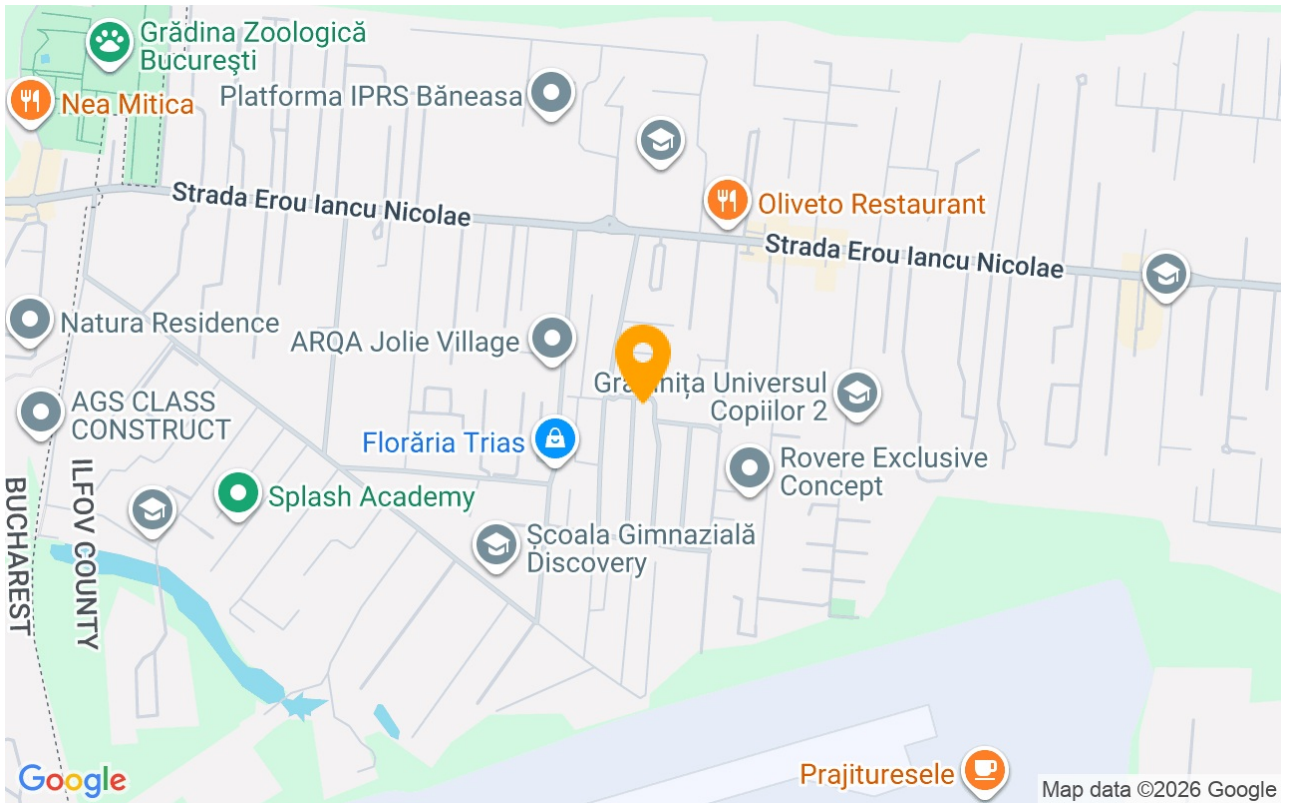 Grădina Zoologică
București
Nea Mitica
Platforma IPRS Băneasa
Strada Erou Iancu Nicolae
Oliveto Restaurant
Strada Erou Iancu Nicolae
Natura Residence
ARQA Jolie Village
Universul
Copiilor 2
AGS CLASS
CONSTRUCT
Florăria Trias
Rovere Exclusive
Concept
Splash Academy
Școala Gimnazială
Discovery
ILFOV COUNTY
BUCHAREST
Prajituresele
Google
Map data ©2026 Google